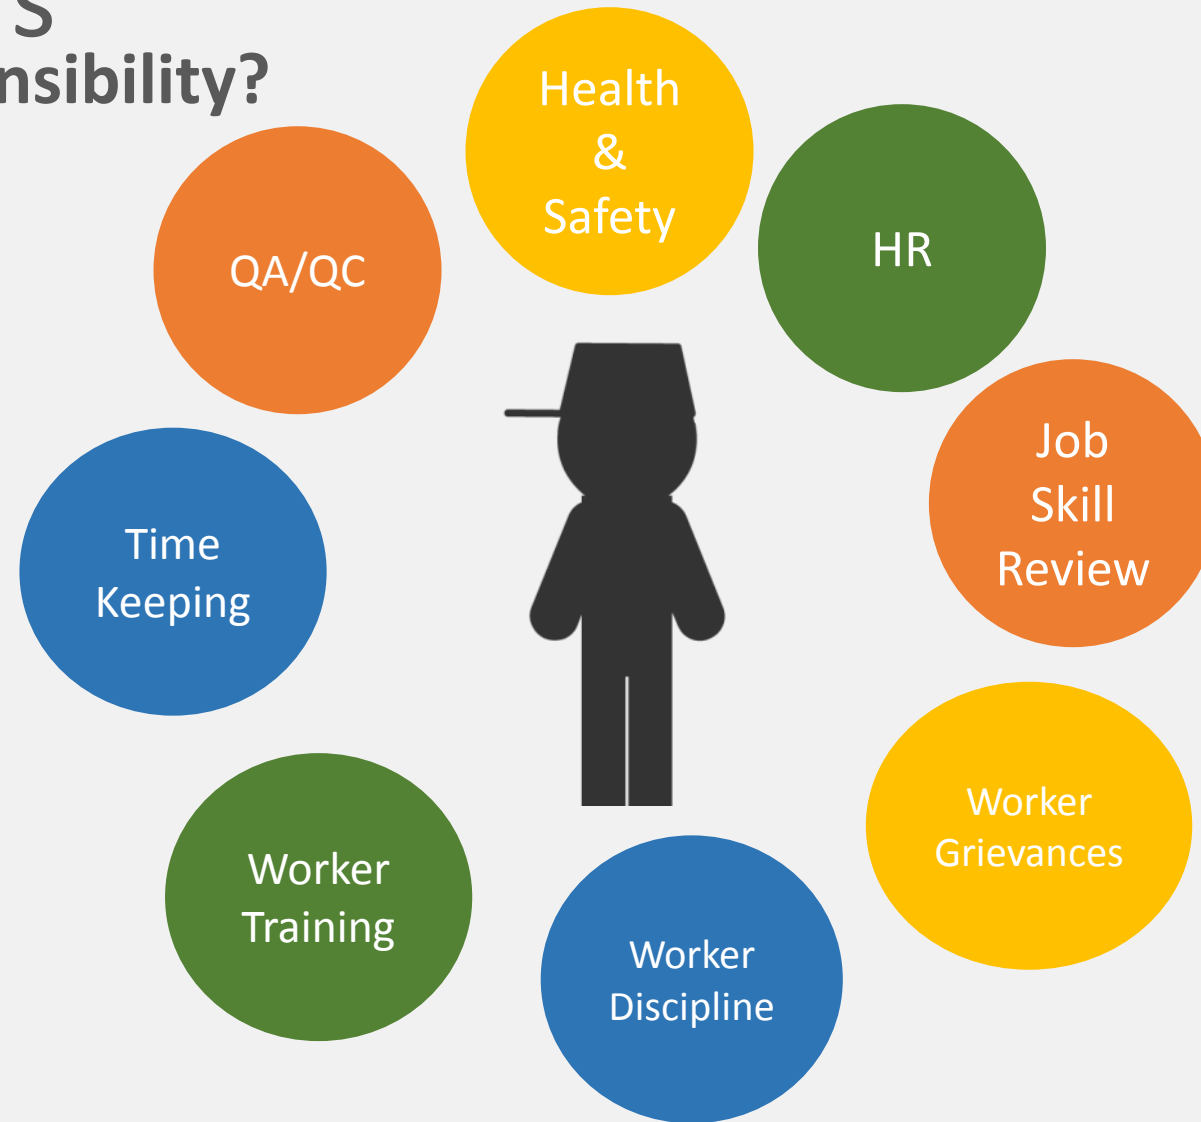 S
nsibility?
Health
&
Safety
HR
QA/QC
Job
Skill
Review
Time
Keeping
Worker
Grievances
Worker
Training
Worker
Discipline